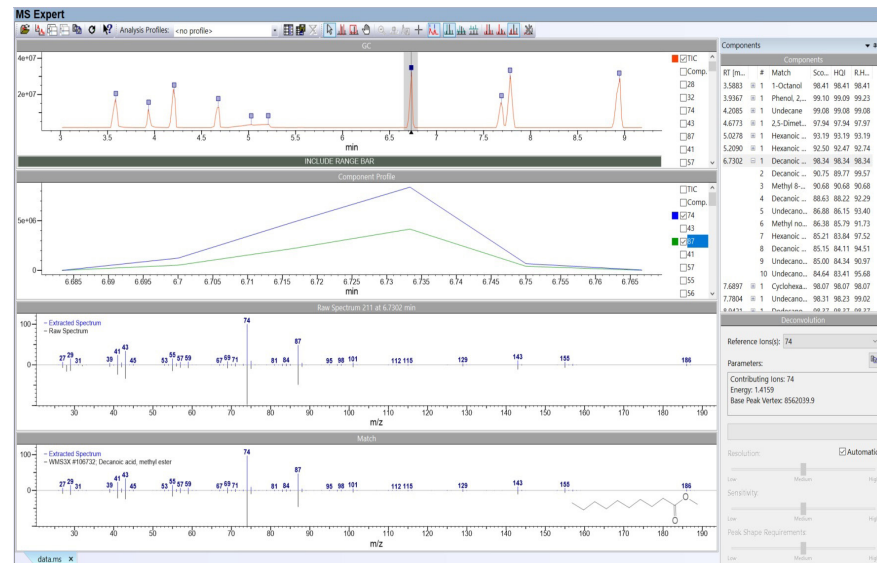 MS Expert
Analysis Profiles: <no profile>
GC
4e+07
2e+07
3 3.5 4 4.5 5 5.5 6 6.5 7 7.5 8 8.5 9
min
INCLUDE RANGE BAR
TIC
Comp.
28
32
74
43
87
41
57
Component Profile
5e+06
0
6.685 6.69 6.695 6.7 6.705 6.71 6.715 6.72 6.725 6.73 6.735 6.74 6.745 6.75 6.755 6.76 6.765
min
TIC
Comp.
74
43
87
41
57
55
56
Raw Spectrum 211 at 6.7302 min
100
0
- Extracted Spectrum
- Raw Spectrum
27 29 31 39 41 43 45 53 55 57 59 67 69 71 74 81 84 87 95 98 101 112 115 129 143 155 186
30 40 50 60 70 80 90 100 110 120 130 140 150 160 170 180 190
m/z
Match
100
0
- Extracted Spectrum
- WMS3X #106732; Decanoic acid, methyl ester
27 29 31 39 41 43 45 53 55 57 59 67 69 71 74 81 84 87 95 98 101 112 115 129 143 155 186
O
O
30 40 50 60 70 80 90 100 110 120 130 140 150 160 170 180 190
m/z
data.ms ×
Components
Components
RT [m... # Match Sco... HQI R.H...
3.5883 1 1-Octanol 98.41 98.41 98.41
3.9367 1 Phenol, 2,... 99.10 99.09 99.23
4.2085 1 Undecane 99.08 99.08 99.08
4.6773 1 2,5-Dimet... 97.94 97.94 97.97
5.0278 1 Hexanoic ... 93.19 93.19 93.19
5.2090 1 Hexanoic ... 92.50 92.47 92.74
6.7302 1 Decanoic ... 98.34 98.34 98.34
2 Decanoic ... 90.75 89.77 99.57
3 Methyl 8-... 90.68 90.68 90.68
4 Decanoic ... 88.63 88.22 92.29
5 Undecano... 86.88 86.15 93.40
6 Methyl no... 86.38 85.79 91.73
7 Hexanoic ... 85.21 83.84 97.52
8 Decanoic ... 85.15 84.11 94.51
9 Undecano... 85.00 84.34 90.97
10 Undecano... 84.64 83.41 95.68
7.6897 1 Cyclohexa... 98.07 98.07 98.07
7.7804 1 Undecano... 98.31 98.23 99.02
Deconvolution
Reference Ions(s): 74
Parameters:
Contributing Ions: 74
Energy: 1.4159
Base Peak Vertex: 8562039.9
Resolution: Automatic
Low Medium High
Sensitivity:
Low Medium High
Peak Shape Requirements:
Low Medium High